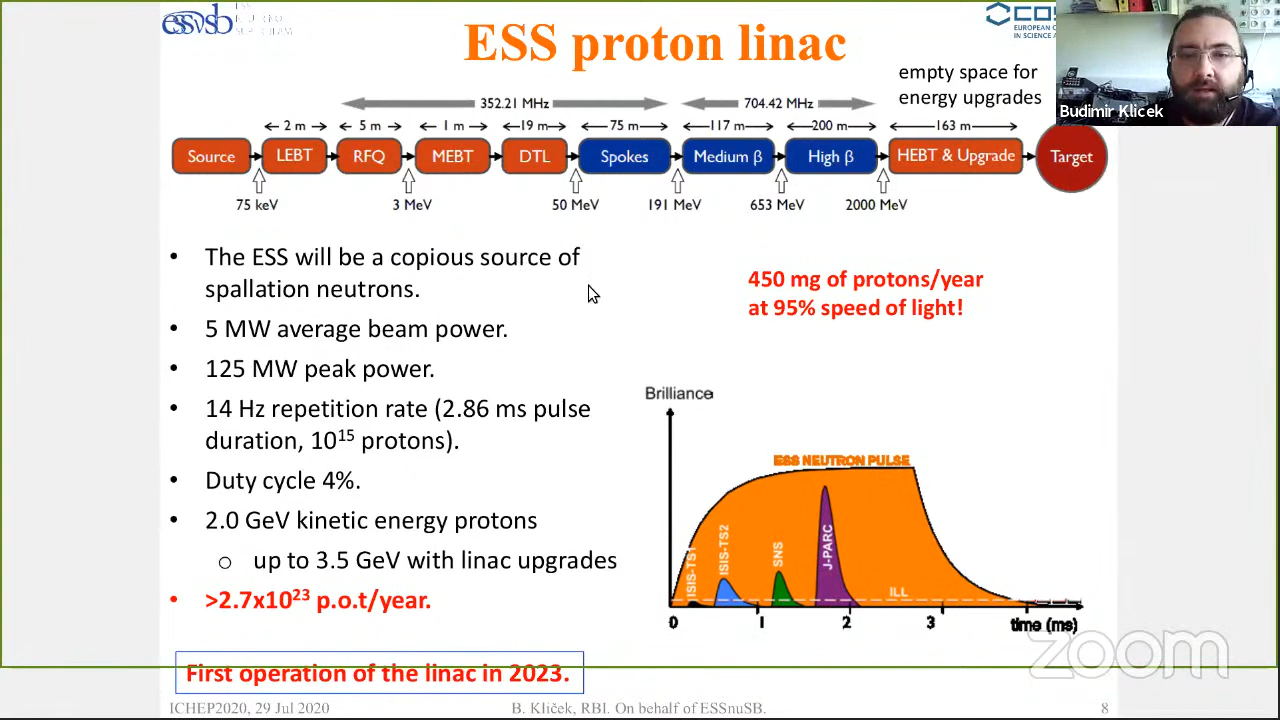 essνsb
ESS proton linac
COS
EUROPEAN C
IN SCIENCE A
empty space for
energy upgrades
Budimir Klicek
352.21 MHz
704.42 MHz
2 m
5 m
1 m
19 m
75 m
117 m
200 m
163 m
Source
LEBT
RFQ
MEBT
DTL
Spokes
Medium β
High β
HEBT & Upgrade
Target
75 keV
3 MeV
50 MeV
191 MeV
653 MeV
2000 MeV
• The ESS will be a copious source of
spallation neutrons.
• 5 MW average beam power.
• 125 MW peak power.
• 14 Hz repetition rate (2.86 ms pulse
duration, 10¹⁵ protons).
• Duty cycle 4%.
• 2.0 GeV kinetic energy protons
o up to 3.5 GeV with linac upgrades
• >2.7x10²³ p.o.t/year.
450 mg of protons/year
at 95% speed of light!
Brilliance
ESS NEUTRON PULSE
ISIS-TS1
ISIS-TS2
SNS
J-PARC
ILL
0
1
2
3
time (ms)
First operation of the linac in 2023.
zoom
ICHEP2020, 29 Jul 2020
B. Kliček, RBI. On behalf of ESSnuSB.
8